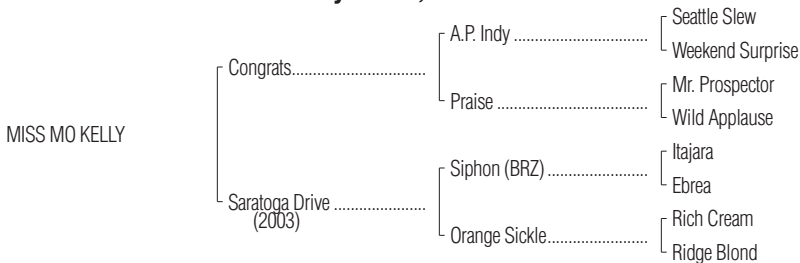 Seattle Slew
A.P. Indy ..................................
Weekend Surprise
Congrats..................................
Mr. Prospector
Praise ......................................
Wild Applause
MISS MO KELLY
Itajara
Siphon (BRZ) .........................
Ebrea
Saratoga Drive .......................
(2003)
Rich Cream
Orange Sickle.........................
Ridge Blond